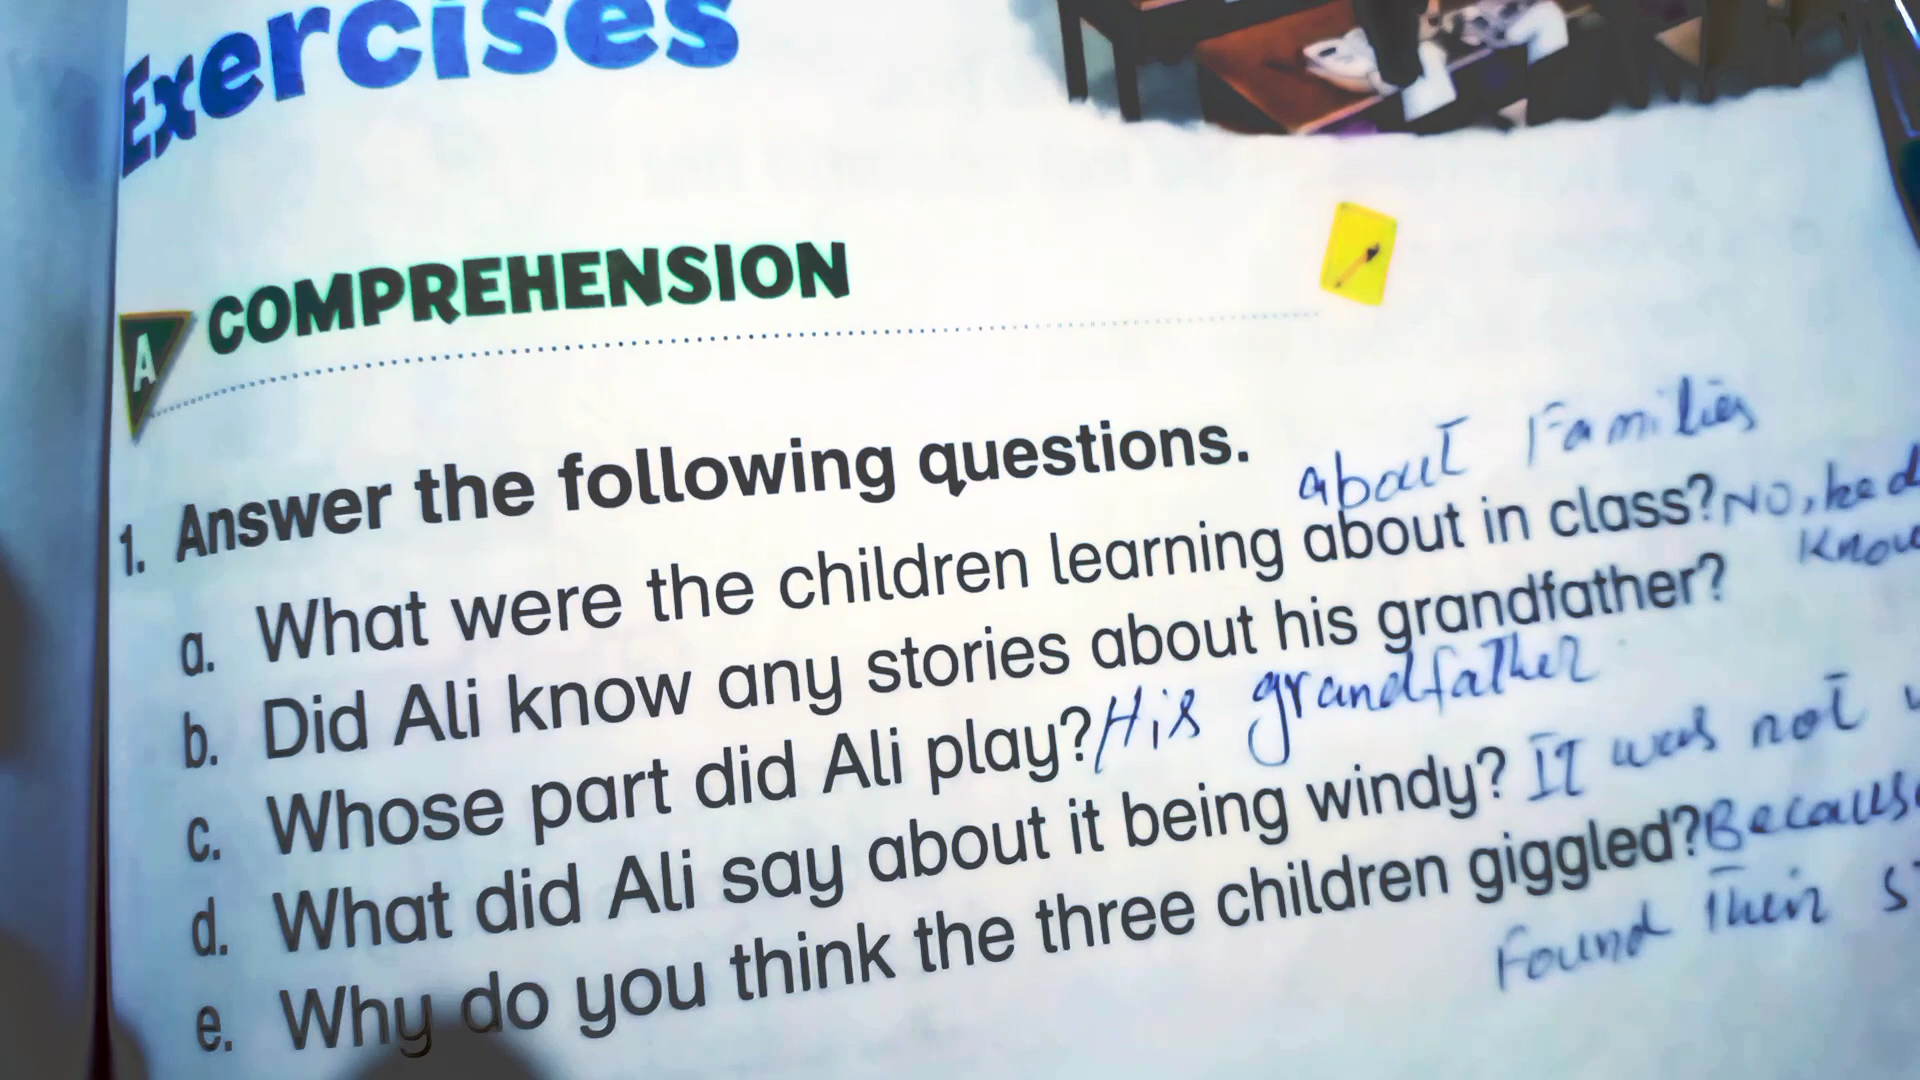 Exercises
A COMPREHENSION
1. Answer the following questions.
about Families
a. What were the children learning about in class? No,
b. Did Ali know any stories about his grandfather?
c. Whose part did Ali play? His grandfather
d. What did Ali say about it being windy? It was not
e. Why do you think the three children giggled? Because
Found Their